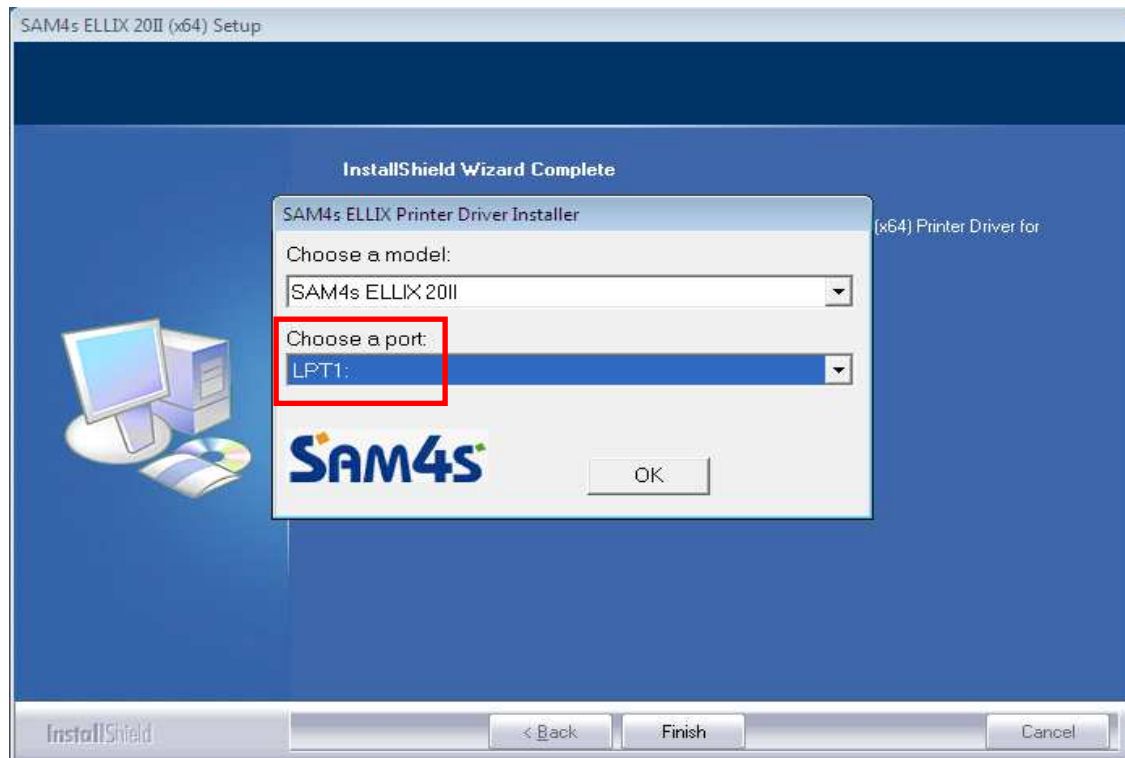 SAM4s ELLIX 20II (x64) Setup
InstallShield Wizard Complete
(x64) Printer Driver for
SAM4s ELLIX Printer Driver Installer
Choose a model:
SAM4s ELLIX 20II
Choose a port:
LPT1:
SAM4s
OK
InstallShield
< Back
Finish
Cancel